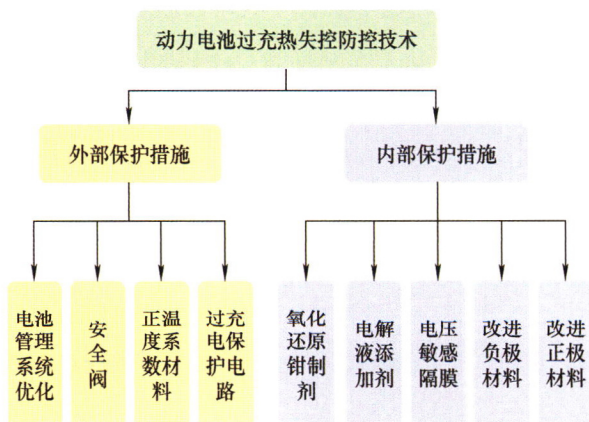 动力电池过充热失控防控技术
外部保护措施
内部保护措施
电池
管理
系统
优化
安
全
阀
正温
度系
数材
料
过充
电保
护电
路
氧化
还原
钳制
剂
电解
液添
加剂
电压
敏感
隔膜
改进
负极
材料
改进
正极
材料